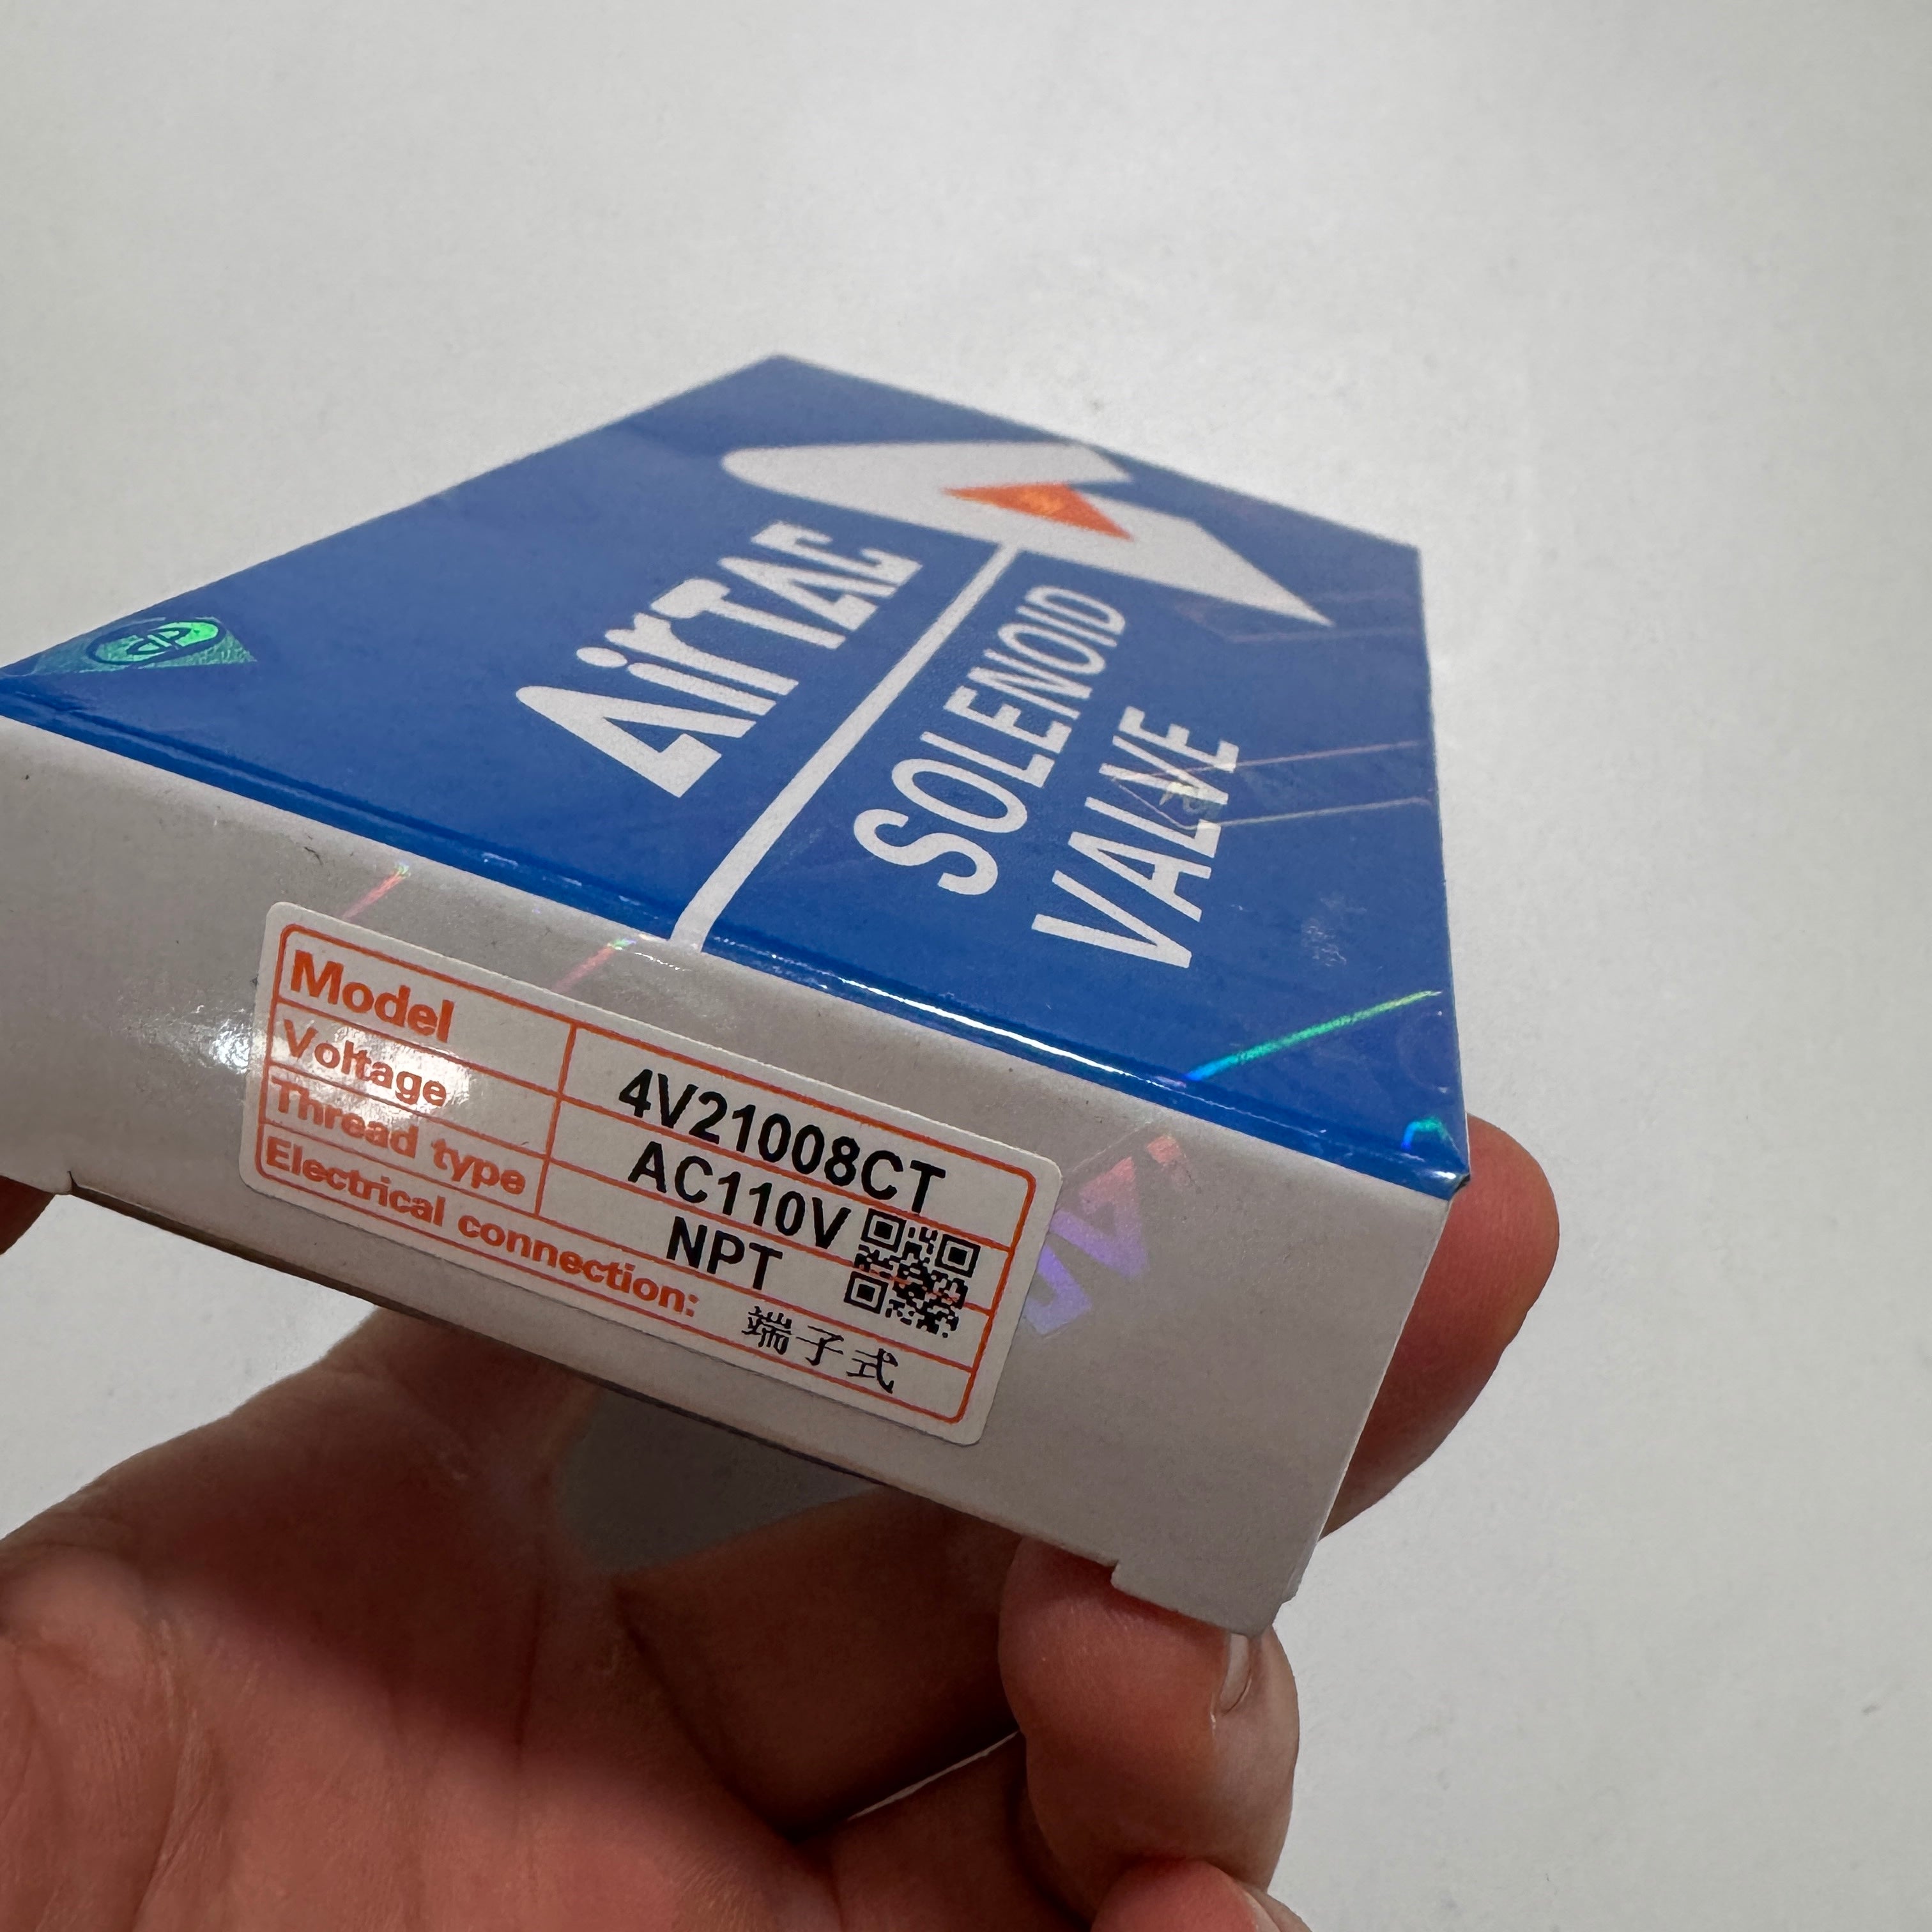 AirTAC
SOLENOID
VALVE
Model 4V21008CT
Voltage AC110V
Thread type NPT
Electrical connection: 端子式